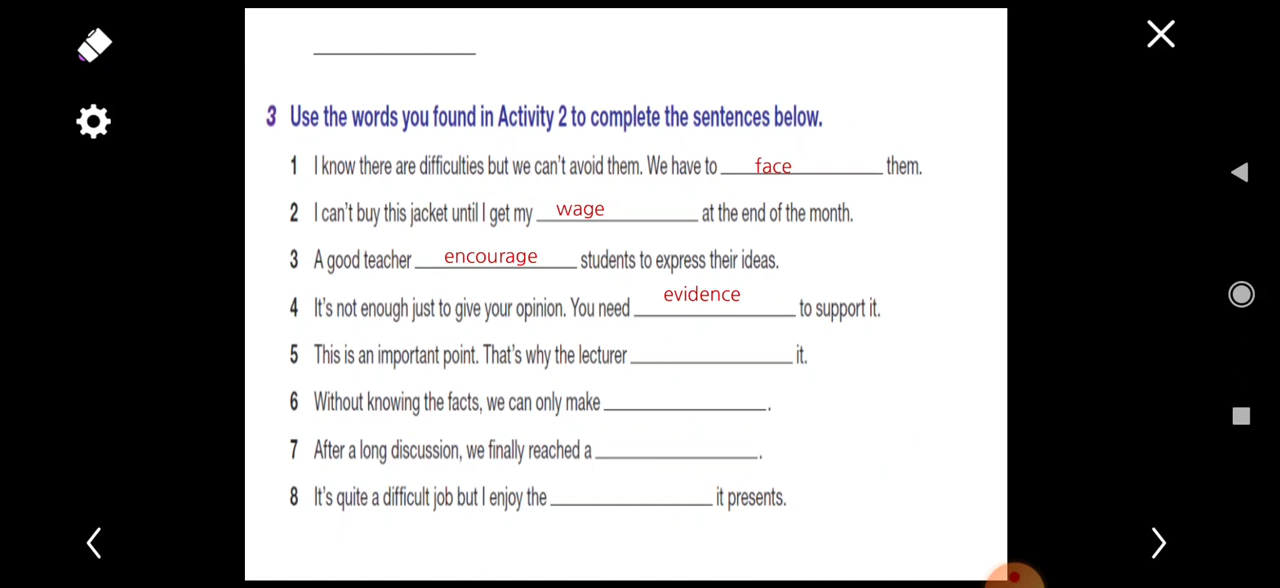 3 Use the words you found in Activity 2 to complete the sentences below.
1 I know there are difficulties but we can't avoid them. We have to face them.
2 I can't buy this jacket until I get my wage at the end of the month.
3 A good teacher encourage students to express their ideas.
4 It's not enough just to give your opinion. You need evidence to support it.
5 This is an important point. That's why the lecturer ______ it.
6 Without knowing the facts, we can only make ______.
7 After a long discussion, we finally reached a ______.
8 It's quite a difficult job but I enjoy the ______ it presents.